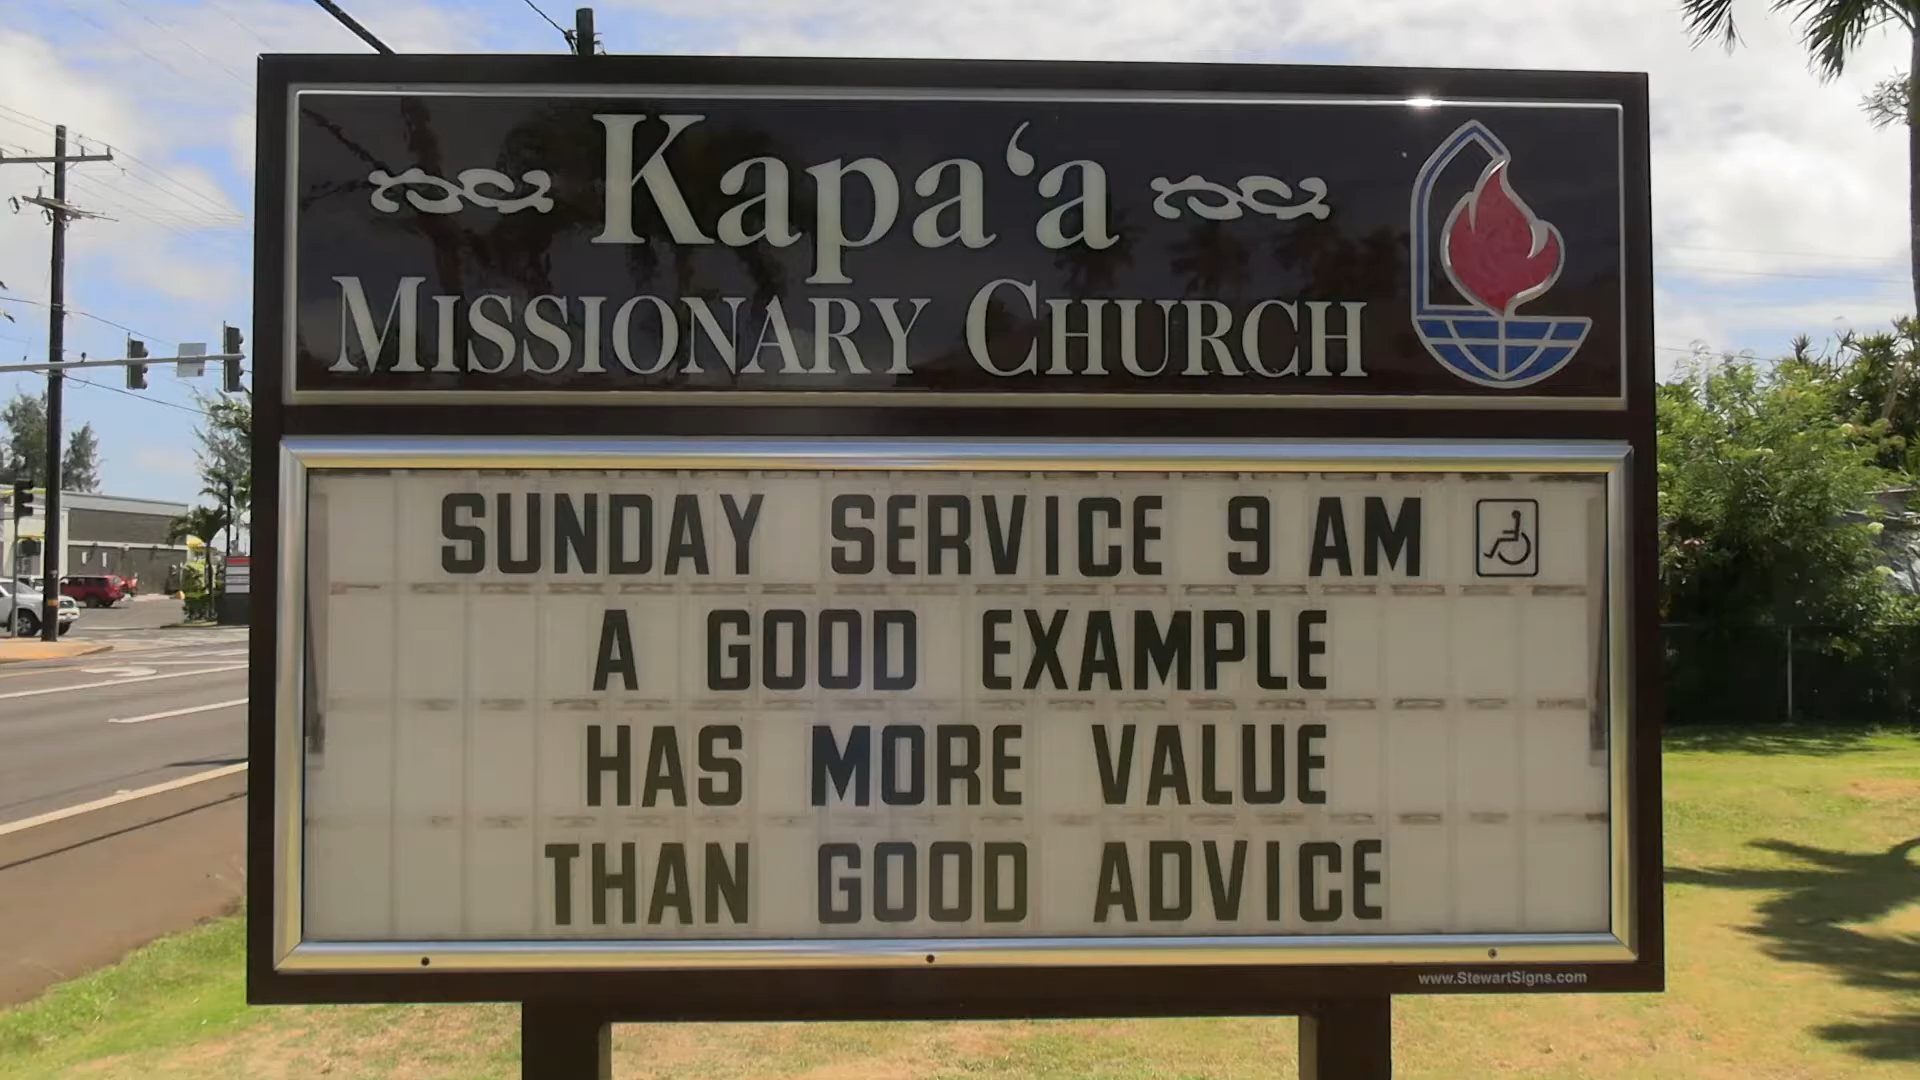 Kapa‘a
MISSIONARY CHURCH
SUNDAY SERVICE 9 AM
A GOOD EXAMPLE
HAS MORE VALUE
THAN GOOD ADVICE
www.StewartSigns.com